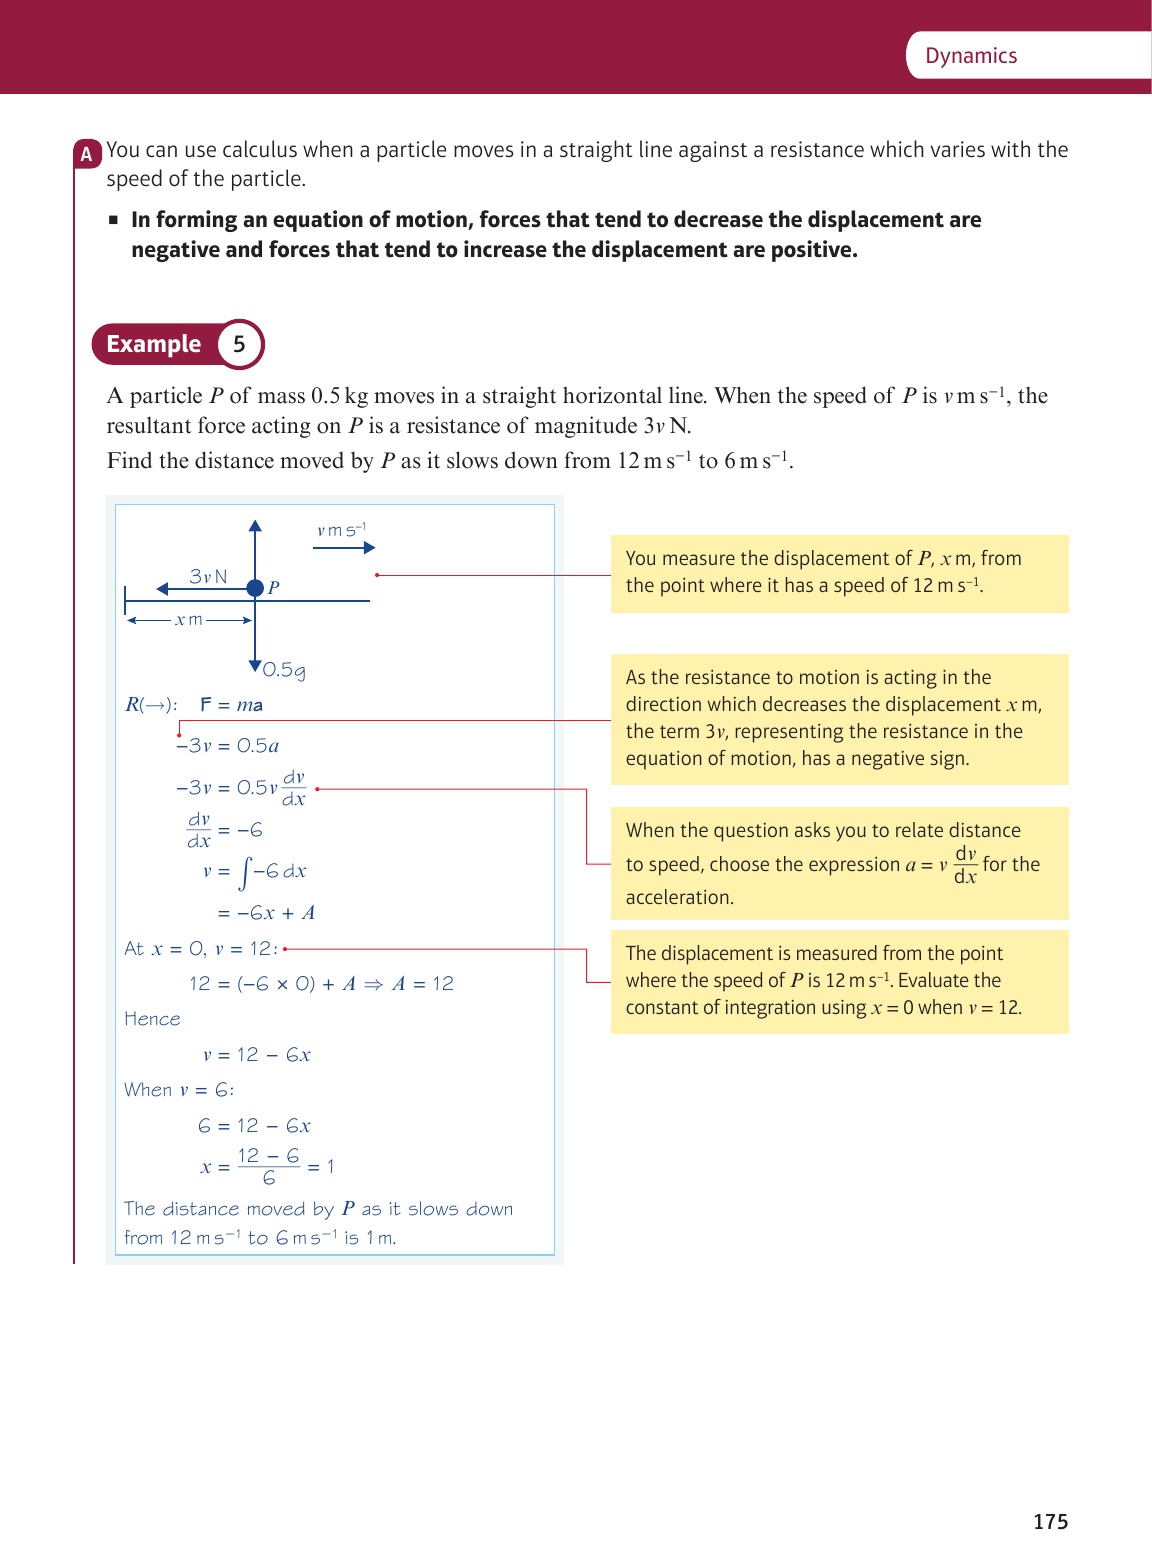 Dynamics
A You can use calculus when a particle moves in a straight line against a resistance which varies with the
speed of the particle.
▪ In forming an equation of motion, forces that tend to decrease the displacement are
negative and forces that tend to increase the displacement are positive.
Example 5
A particle P of mass 0.5 kg moves in a straight horizontal line. When the speed of P is v m s⁻¹, the
resultant force acting on P is a resistance of magnitude 3v N.
Find the distance moved by P as it slows down from 12 m s⁻¹ to 6 m s⁻¹.
v m s⁻¹
3v N
P
x m
0.5g
You measure the displacement of P, x m, from
the point where it has a speed of 12 m s⁻¹.
R(→): F = ma
−3v = 0.5a
−3v = 0.5v dv/dx
dv/dx = −6
v = ∫−6 dx
= −6x + A
As the resistance to motion is acting in the
direction which decreases the displacement x m,
the term 3v, representing the resistance in the
equation of motion, has a negative sign.
When the question asks you to relate distance
to speed, choose the expression a = v dv/dx for the
acceleration.
At x = 0, v = 12:
12 = (−6 × 0) + A ⇒ A = 12
The displacement is measured from the point
where the speed of P is 12 m s⁻¹. Evaluate the
constant of integration using x = 0 when v = 12.
Hence
v = 12 − 6x
When v = 6:
6 = 12 − 6x
x = (12 − 6)/6 = 1
The distance moved by P as it slows down
from 12 m s⁻¹ to 6 m s⁻¹ is 1 m.
175